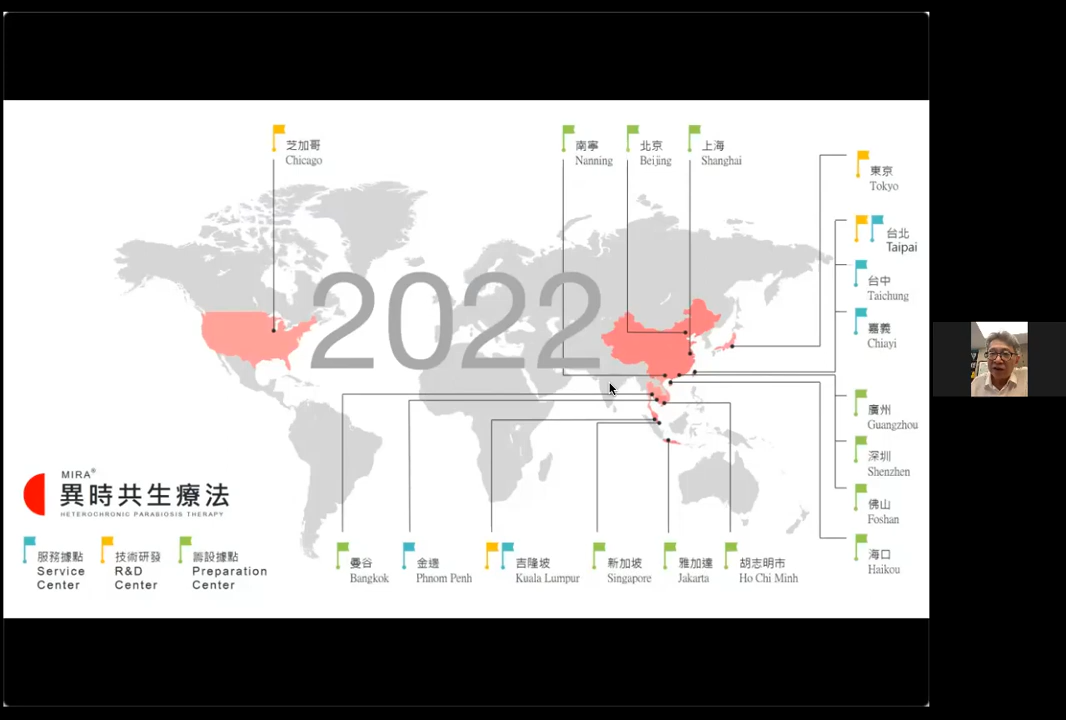 芝加哥
Chicago
南寧
Nanning
北京
Beijing
上海
Shanghai
東京
Tokyo
台北
Taipai
台中
Taichung
嘉義
Chiayi
2022
廣州
Guangzhou
深圳
Shenzhen
佛山
Foshan
海口
Haikou
MIRA®
異時共生療法
HETEROCHRONIC PARABIOSIS THERAPY
服務據點
Service
Center
技術研發
R&D
Center
籌設據點
Preparation
Center
曼谷
Bangkok
金邊
Phnom Penh
吉隆坡
Kuala Lumpur
新加坡
Singapore
雅加達
Jakarta
胡志明市
Ho Chi Minh